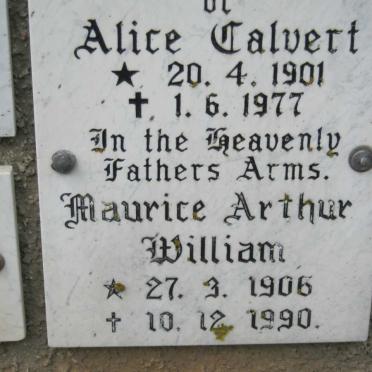 of
Alice Calvert
★ 20. 4. 1901
✝ 1. 6. 1977
In the Heavenly
Fathers Arms.
Maurice Arthur
William
☆ 27. 3. 1906
✝ 10. 12. 1990.